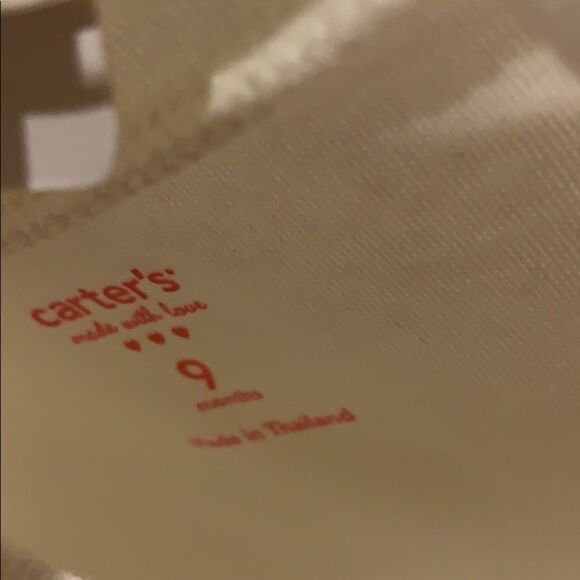 carter's
made with love
9
months
Made in Thailand